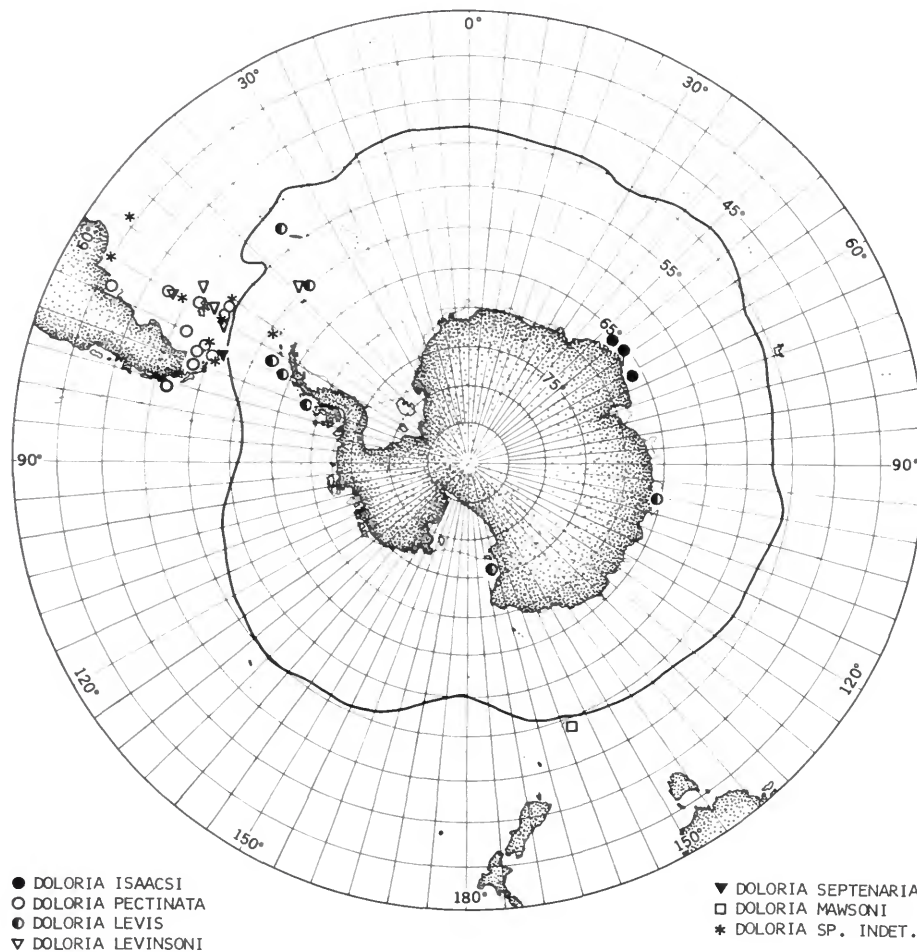 0°
30°
30°
45°
60°
60°
55°
65°
75°
90°
90°
120°
120°
150°
150°
180°
● DOLORIA ISAACSI
○ DOLORIA PECTINATA
◐ DOLORIA LEVIS
▽ DOLORIA LEVINSONI
▼ DOLORIA SEPTENARIA
□ DOLORIA MAWSONI
* DOLORIA SP. INDET.